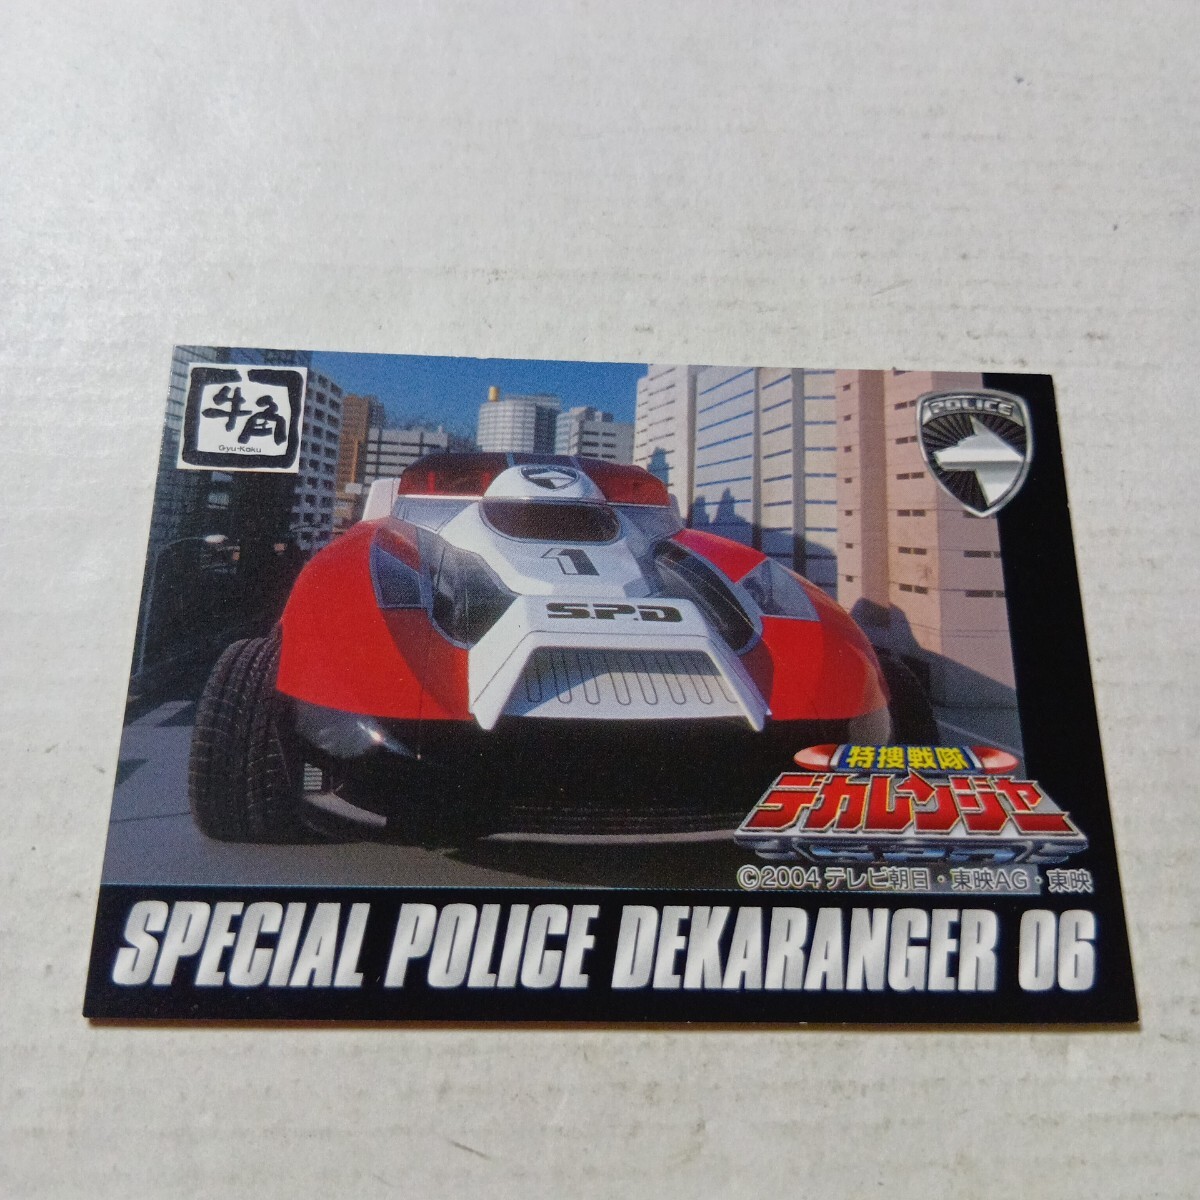 牛角
Gyu-Kaku
POLICE
1
S.P.D
特捜戦隊
デカレンジャー
©2004 テレビ朝日・東映AG・東映
SPECIAL POLICE DEKARANGER 06